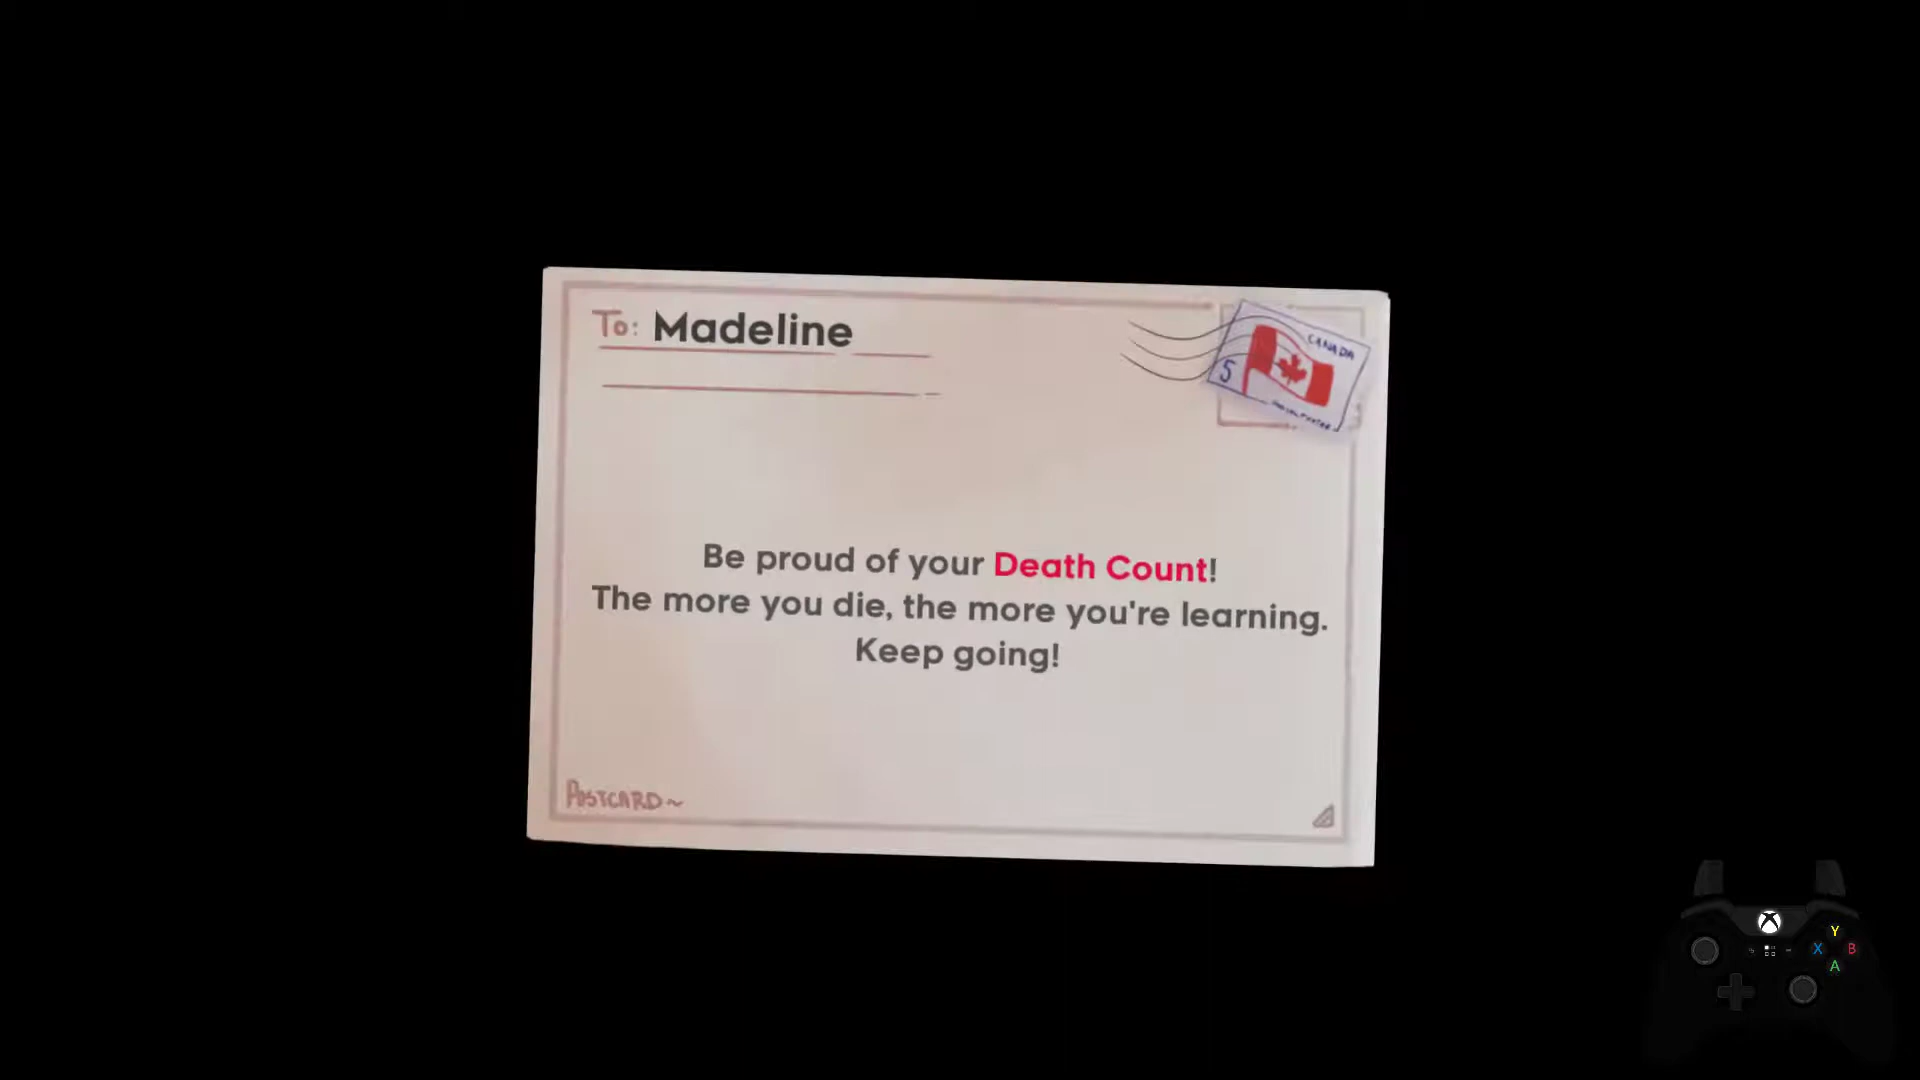 To: Madeline
CANADA
5
Be proud of your Death Count!
The more you die, the more you're learning.
Keep going!
POSTCARD~
Y
X B
A